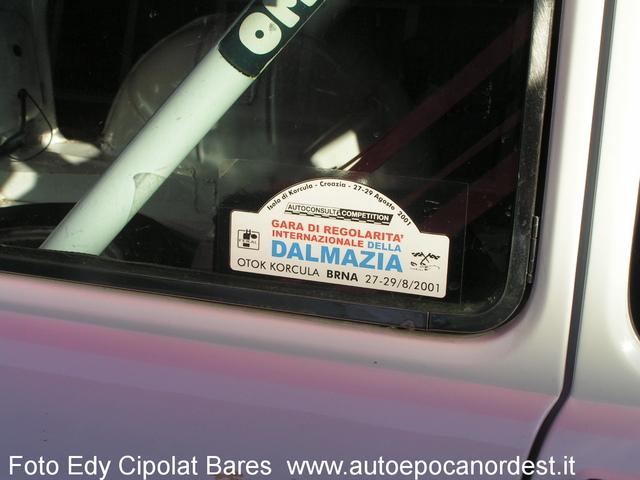 OM
Isola di Korcula - Croazia - 27-29 Agosto 2001
AUTOCONSULT COMPETITION
GARA DI REGOLARITA'
INTERNAZIONALE DELLA
DALMAZIA
OTOK KORCULA BRNA 27-29/8/2001
Foto Edy Cipolat Bares www.autoepocanordest.it